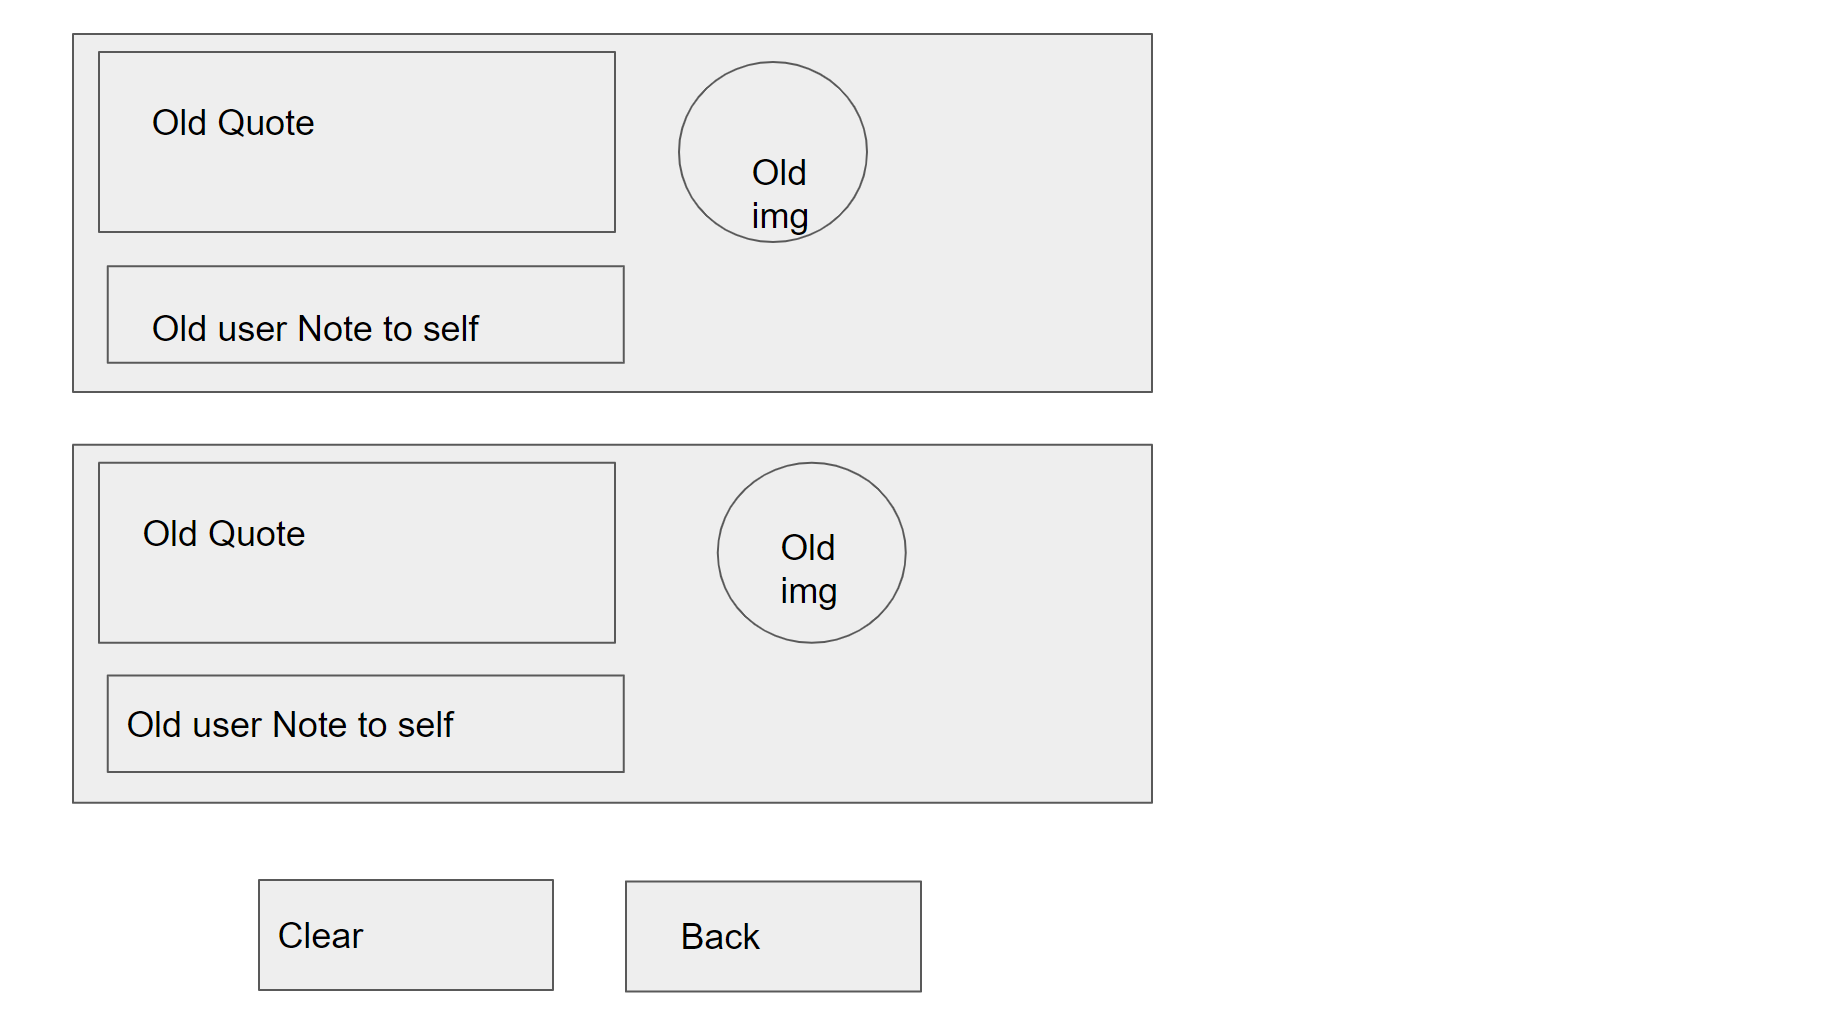 Old Quote
Old
img
Old user Note to self
Old Quote
Old
img
Old user Note to self
Clear
Back